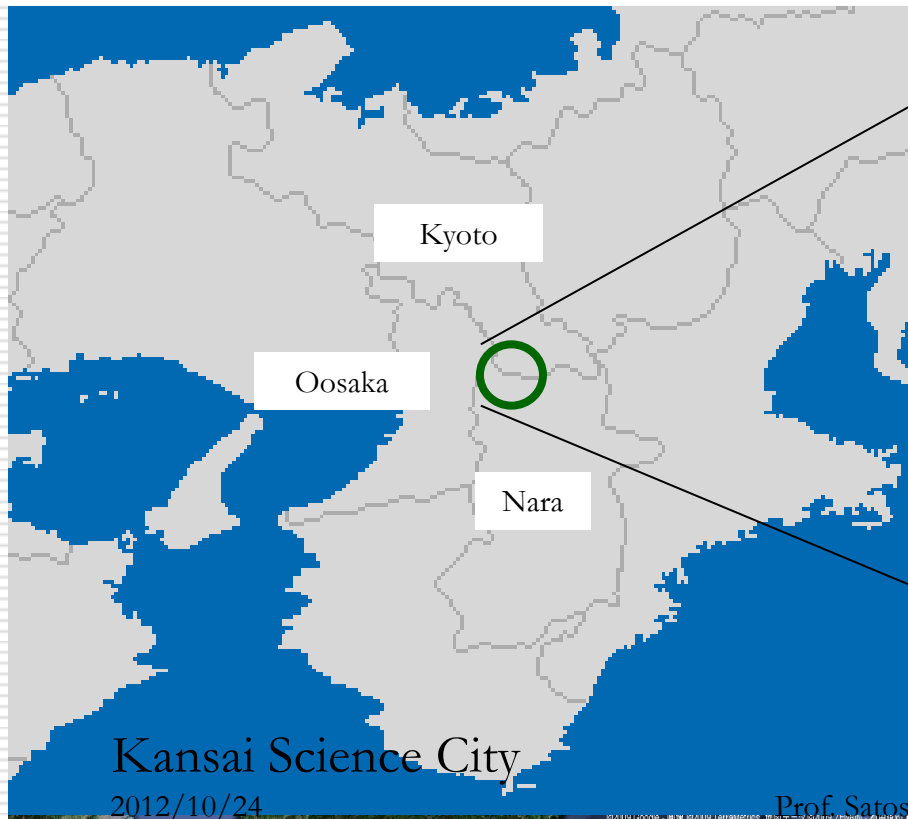 Kyoto
Oosaka
Nara
Kansai Science City
2012/10/24
Prof. Satos